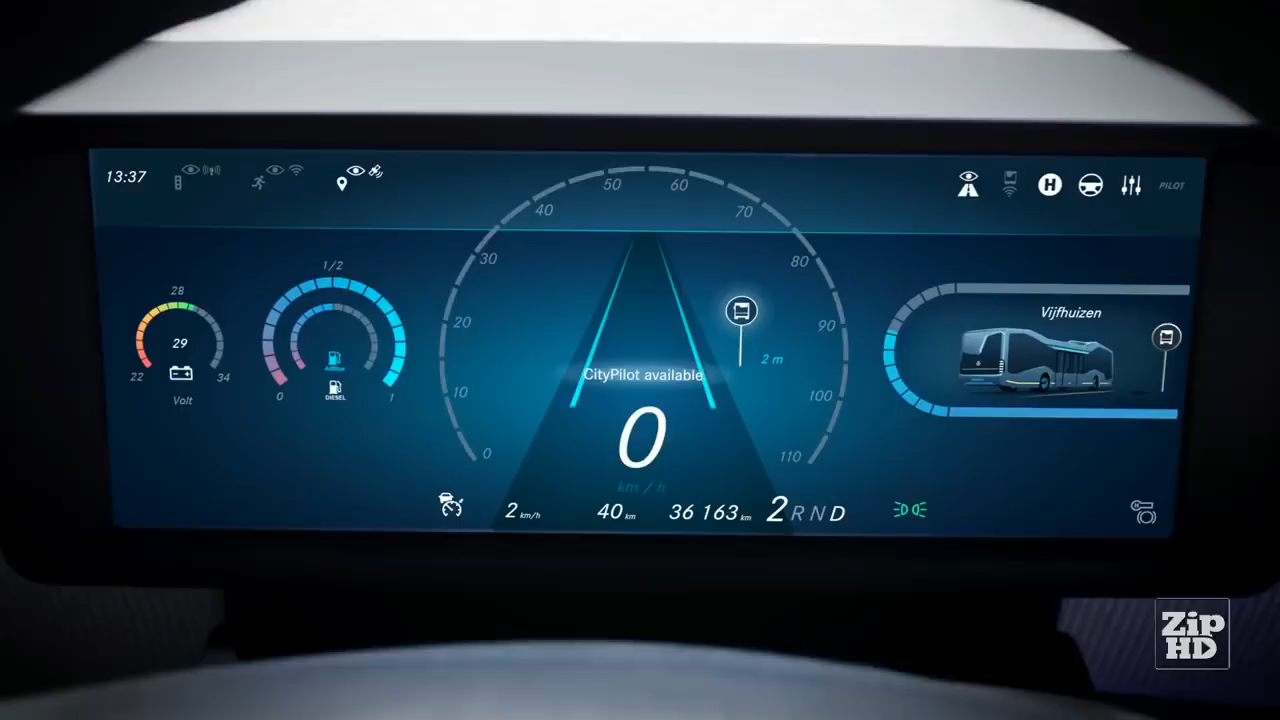 13:37
PILOT
50
60
40
70
30
80
20
90
10
100
0
110
28
29
22
34
Volt
1/2
AdBlue
DIESEL
0
1
Vijfhuizen
2 m
CityPilot available
0
km / h
2 km/h
40 km
36 163 km
2 R N D
H
H
Zip
HD